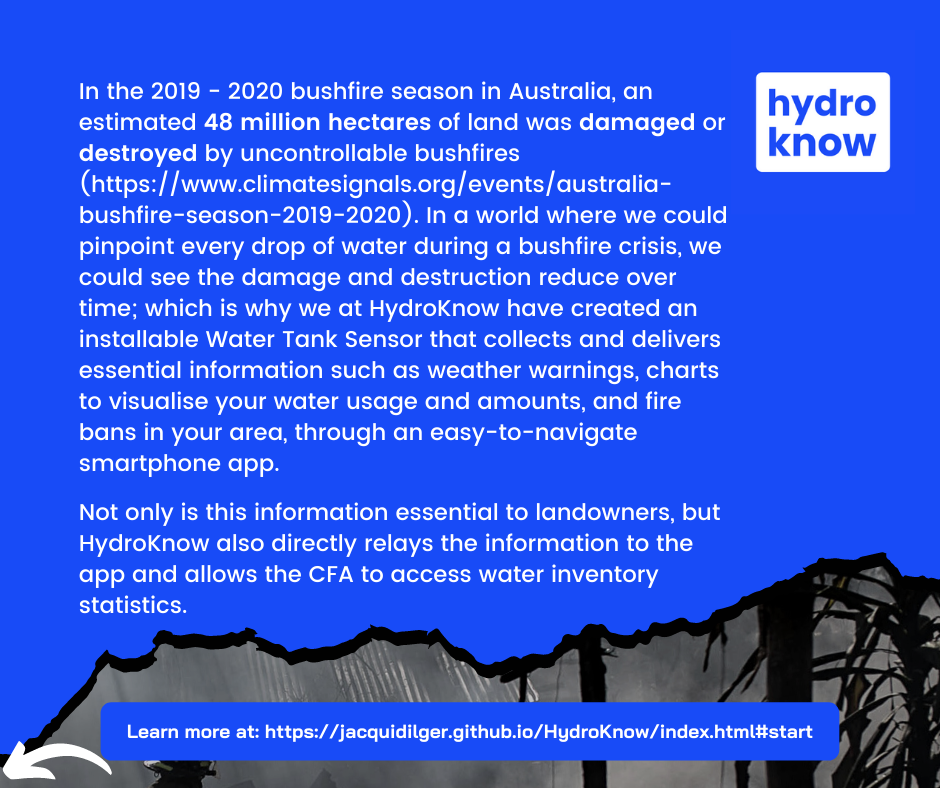 In the 2019 - 2020 bushfire season in Australia, an
estimated 48 million hectares of land was damaged or
destroyed by uncontrollable bushfires
(https://www.climatesignals.org/events/australia-
bushfire-season-2019-2020). In a world where we could
pinpoint every drop of water during a bushfire crisis, we
could see the damage and destruction reduce over
time; which is why we at HydroKnow have created an
installable Water Tank Sensor that collects and delivers
essential information such as weather warnings, charts
to visualise your water usage and amounts, and fire
bans in your area, through an easy-to-navigate
smartphone app.
Not only is this information essential to landowners, but
HydroKnow also directly relays the information to the
app and allows the CFA to access water inventory
statistics.
hydro
know
Learn more at: https://jacquidilger.github.io/HydroKnow/index.html#start